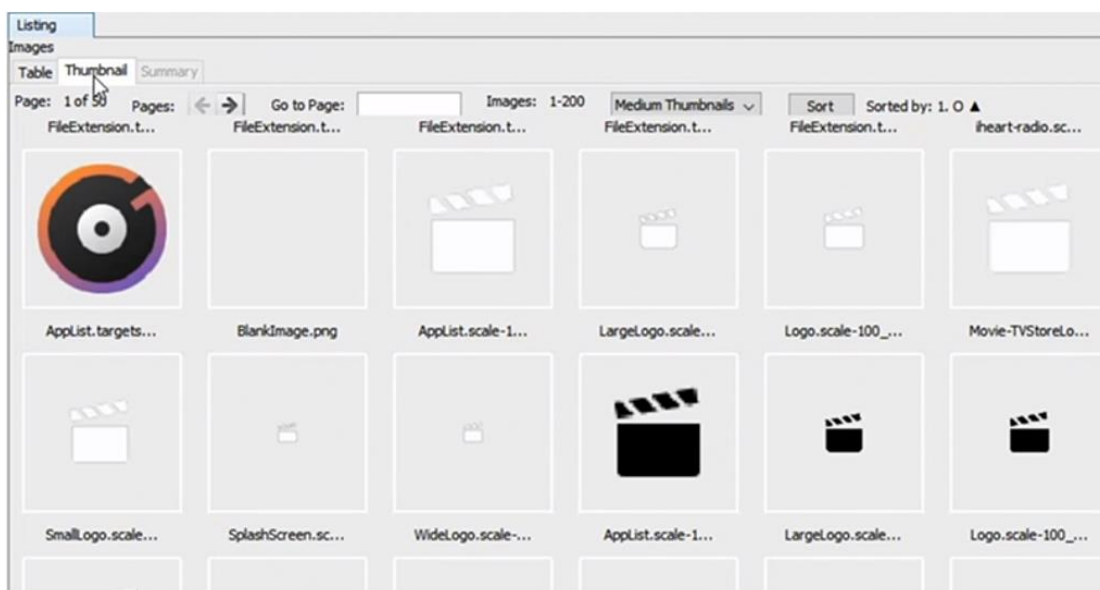 Listing
Images
Table Thumbnail Summary
Page: 1 of 50 Pages: Go to Page: Images: 1-200 Medium Thumbnails Sort Sorted by: 1. O ▲
FileExtension.t... FileExtension.t... FileExtension.t... FileExtension.t... FileExtension.t... iheart-radio.sc...
AppList.targets... BlankImage.png AppList.scale-1... LargeLogo.scale... Logo.scale-100_... Movie-TVStoreLo...
SmallLogo.scale... SplashScreen.sc... WideLogo.scale-... AppList.scale-1... LargeLogo.scale... Logo.scale-100_...